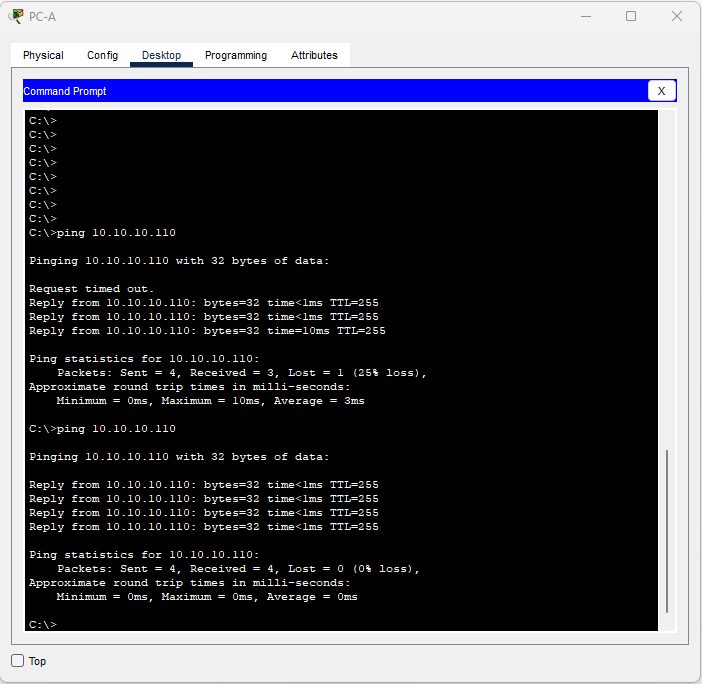 PC-A
Physical Config Desktop Programming Attributes
Command Prompt X
C:\>
C:\>
C:\>
C:\>
C:\>
C:\>
C:\>
C:\>
C:\>ping 10.10.10.110
Pinging 10.10.10.110 with 32 bytes of data:
Request timed out.
Reply from 10.10.10.110: bytes=32 time<1ms TTL=255
Reply from 10.10.10.110: bytes=32 time<1ms TTL=255
Reply from 10.10.10.110: bytes=32 time=10ms TTL=255
Ping statistics for 10.10.10.110:
Packets: Sent = 4, Received = 3, Lost = 1 (25% loss),
Approximate round trip times in milli-seconds:
Minimum = 0ms, Maximum = 10ms, Average = 3ms
C:\>ping 10.10.10.110
Pinging 10.10.10.110 with 32 bytes of data:
Reply from 10.10.10.110: bytes=32 time<1ms TTL=255
Reply from 10.10.10.110: bytes=32 time<1ms TTL=255
Reply from 10.10.10.110: bytes=32 time<1ms TTL=255
Reply from 10.10.10.110: bytes=32 time<1ms TTL=255
Ping statistics for 10.10.10.110:
Packets: Sent = 4, Received = 4, Lost = 0 (0% loss),
Approximate round trip times in milli-seconds:
Minimum = 0ms, Maximum = 0ms, Average = 0ms
C:\>
Top